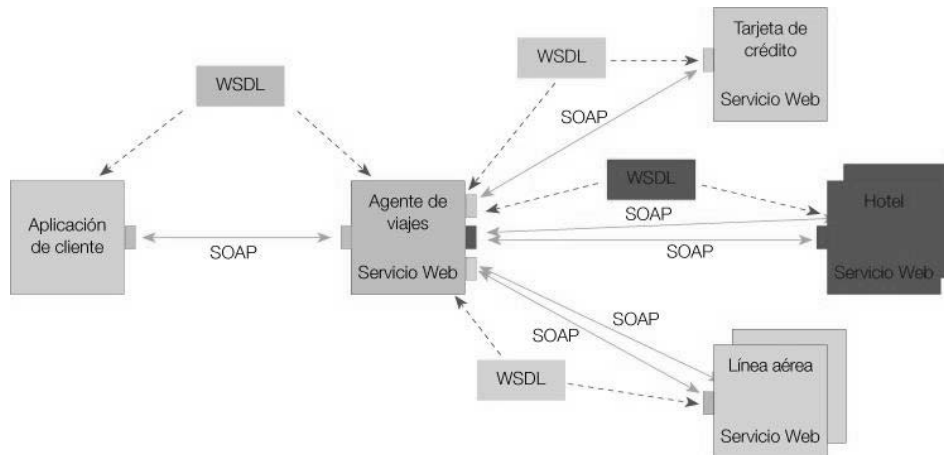 WSDL
WSDL
Tarjeta de
crédito
Servicio Web
SOAP
Aplicación
de cliente
SOAP
Agente de
viajes
Servicio Web
WSDL
SOAP
SOAP
Hotel
Servicio Web
SOAP
SOAP
WSDL
Línea aérea
Servicio Web